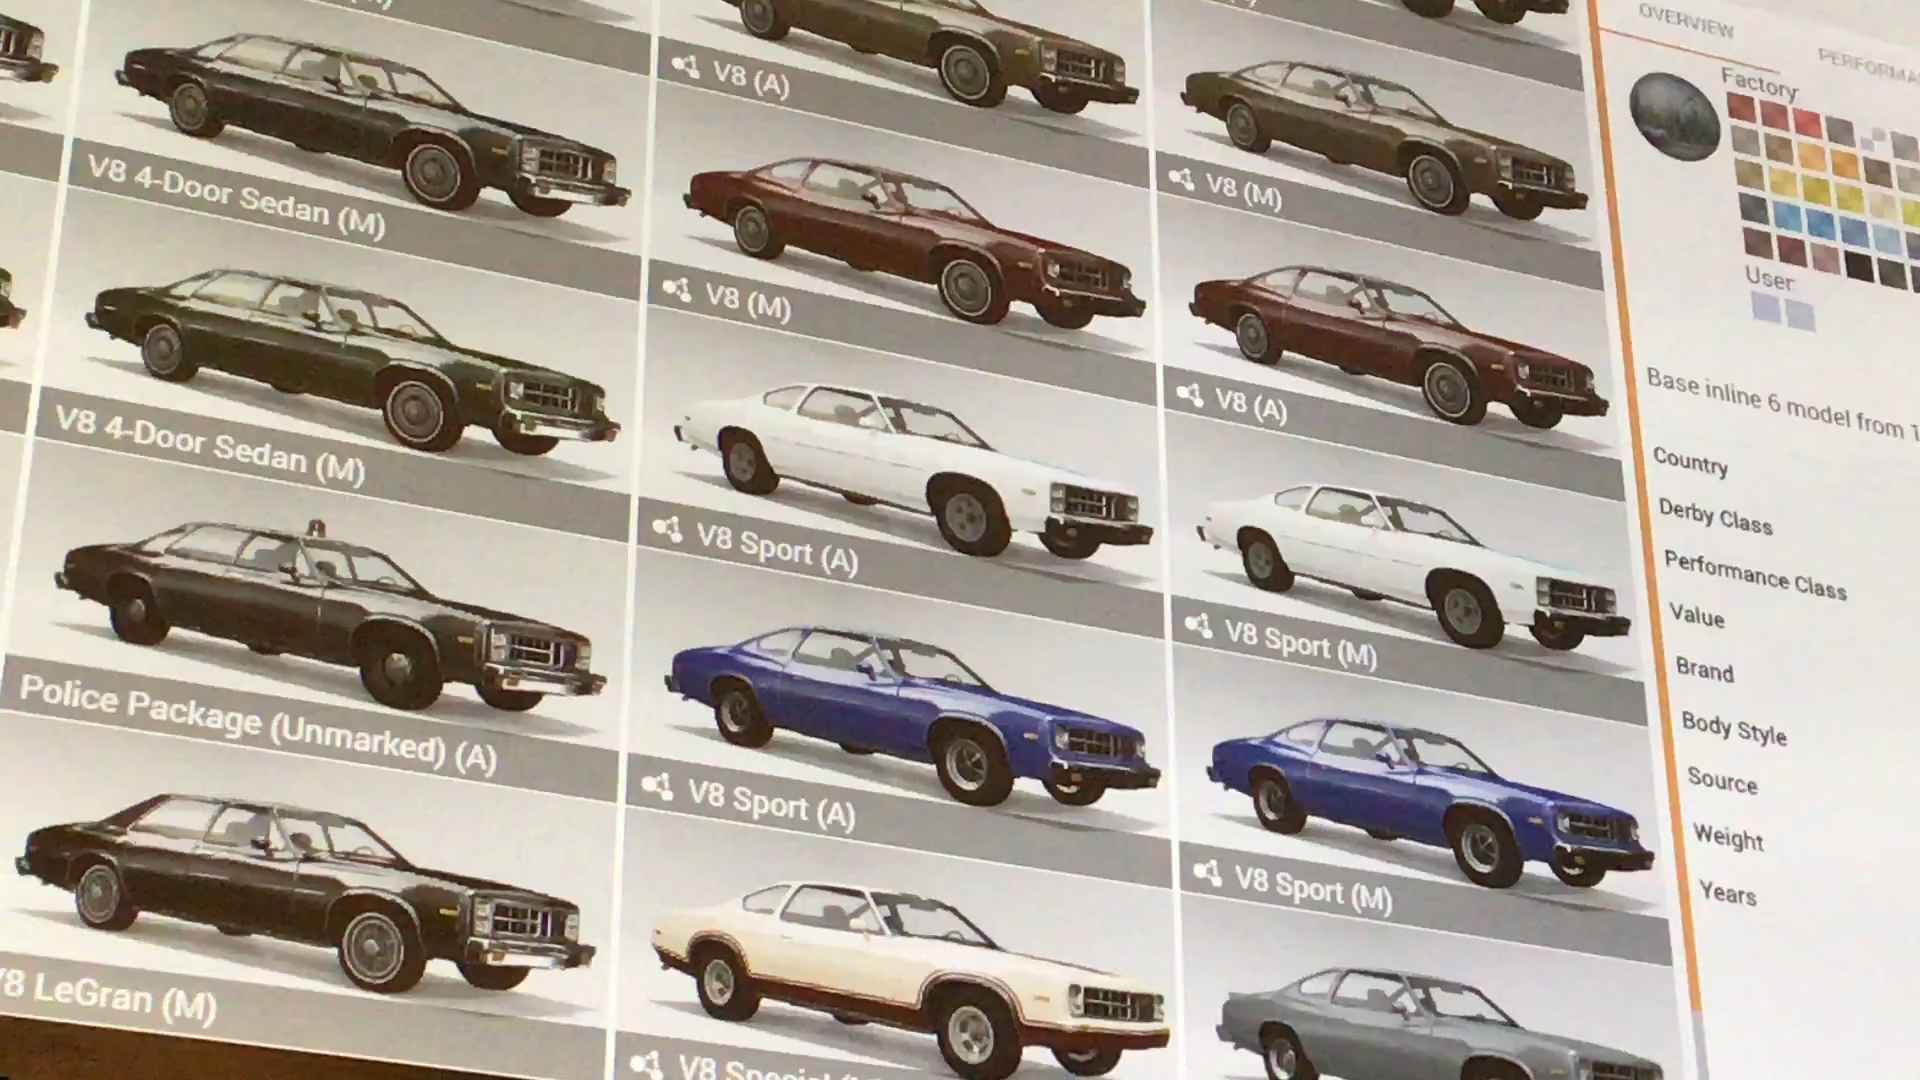 V8 4-Door Sedan (M)
V8 4-Door Sedan (M)
Police Package (Unmarked) (A)
V8 LeGran (M)
V8 (A)
V8 (M)
V8 Sport (A)
V8 Sport (A)
V8
V8 (M)
V8 (A)
V8 Sport (M)
V8 Sport (M)
OVERVIEW
Factory
User
Base inline 6 model from
Country
Derby Class
Performance Class
Value
Brand
Body Style
Source
Weight
Years